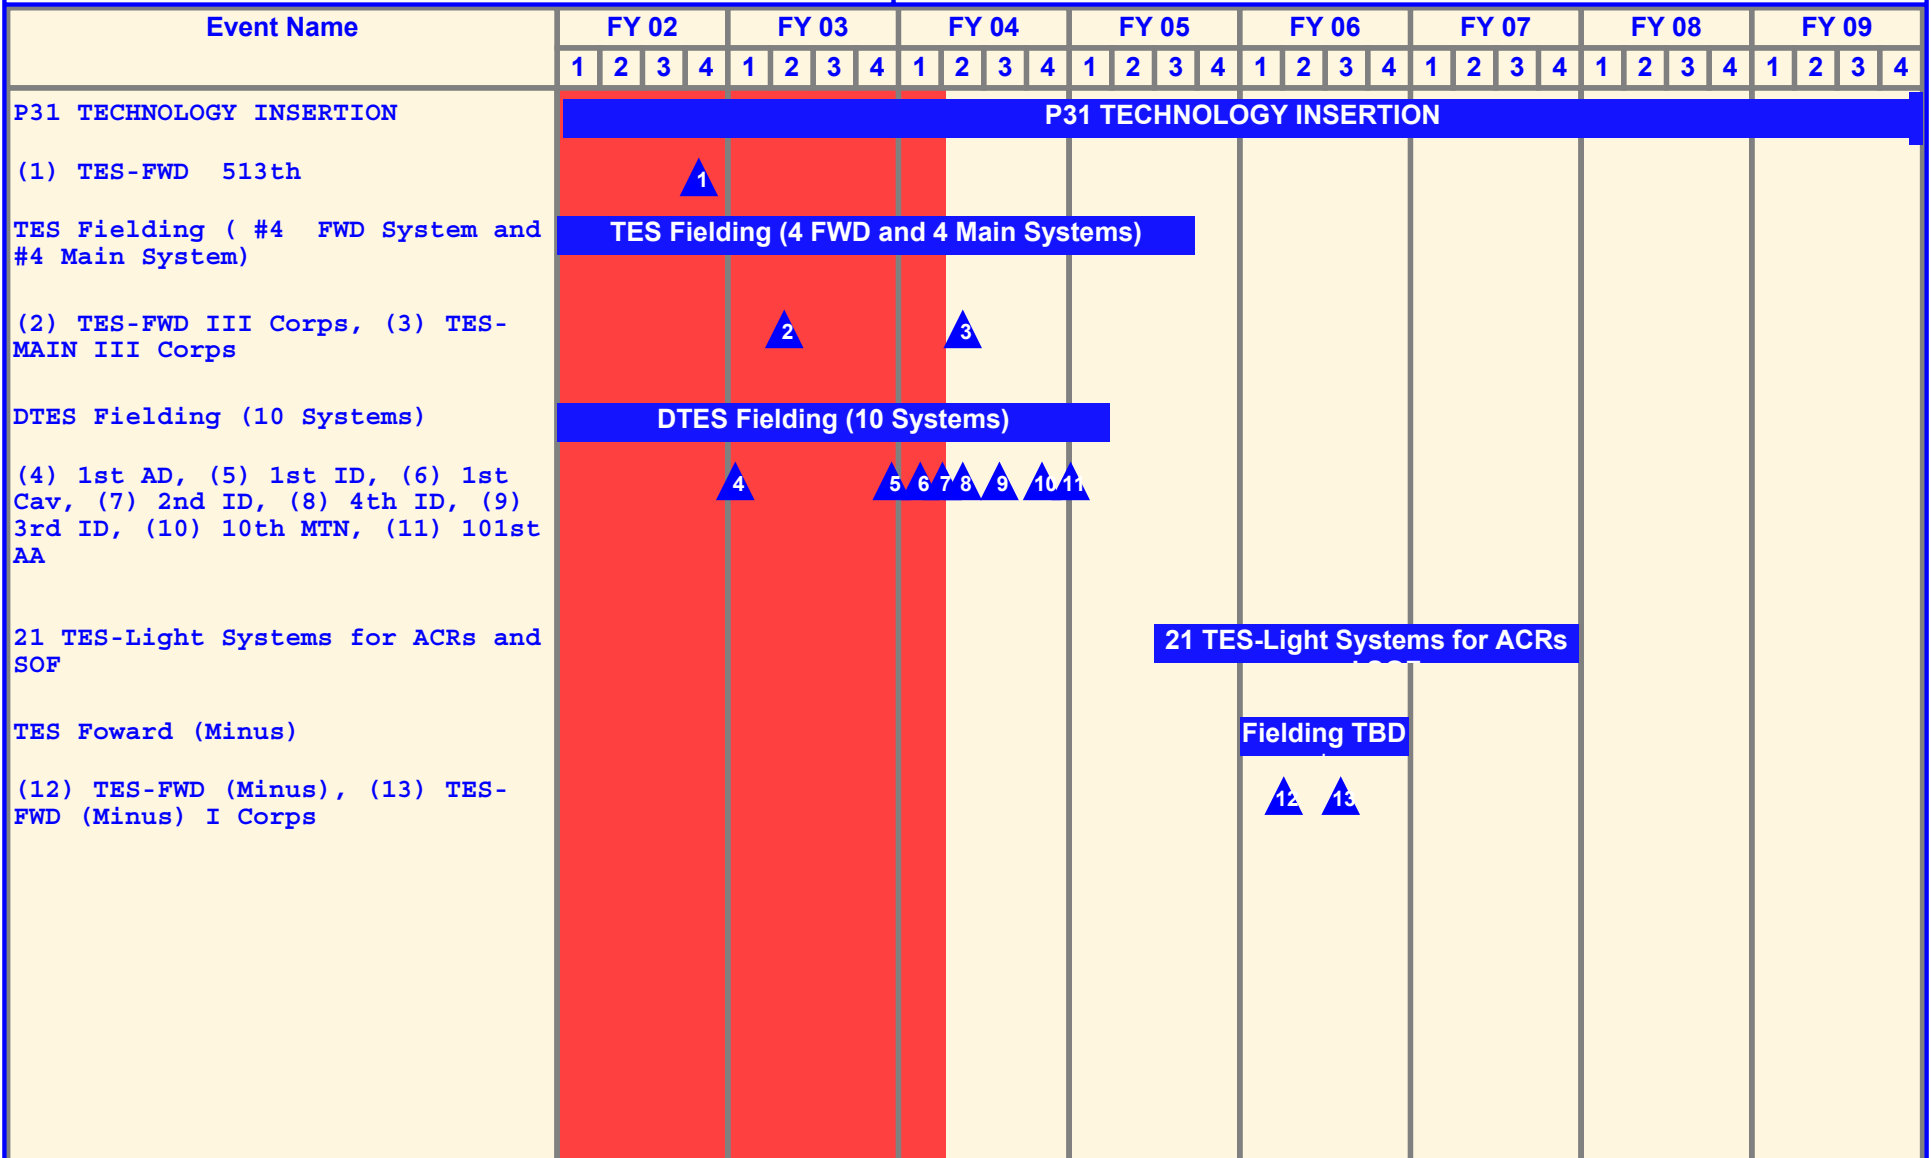 Event Name FY 02 FY 03 FY 04 FY 05 FY 06 FY 07 FY 08 FY 09
1 2 3 4 1 2 3 4 1 2 3 4 1 2 3 4 1 2 3 4 1 2 3 4 1 2 3 4 1 2 3 4
P31 TECHNOLOGY INSERTION
P31 TECHNOLOGY INSERTION
(1) TES-FWD 513th
1
TES Fielding ( #4 FWD System and
#4 Main System)
TES Fielding (4 FWD and 4 Main Systems)
(2) TES-FWD III Corps, (3) TES-
MAIN III Corps
2 3
DTES Fielding (10 Systems)
DTES Fielding (10 Systems)
(4) 1st AD, (5) 1st ID, (6) 1st
Cav, (7) 2nd ID, (8) 4th ID, (9)
3rd ID, (10) 10th MTN, (11) 101st
AA
4 5 6 7 8 9 10 11
21 TES-Light Systems for ACRs and
SOF
21 TES-Light Systems for ACRs
TES Foward (Minus)
Fielding TBD
(12) TES-FWD (Minus), (13) TES-
FWD (Minus) I Corps
12 13